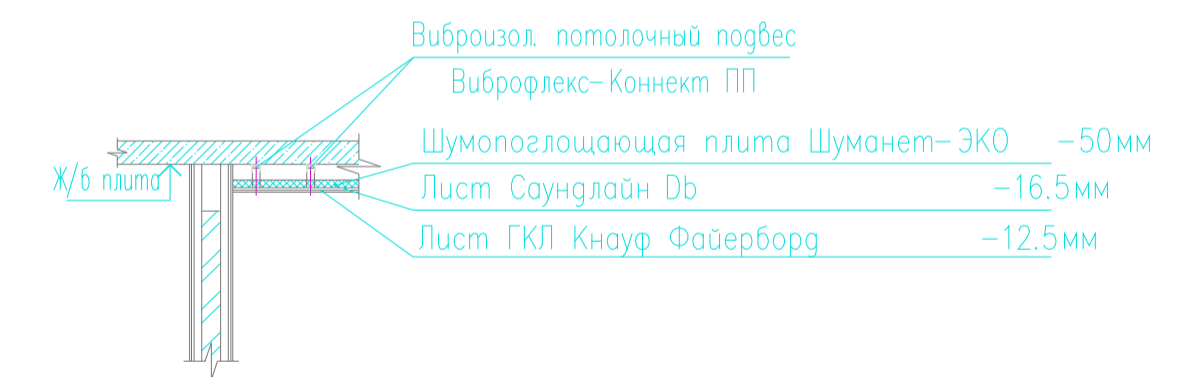 Виброизол. потолочный подвес
Виброфлекс-Коннект ПП
Шумопоглощающая плита Шуманет-ЭКО -50мм
Ж/б плита
Лист Саундлайн Db -16.5мм
Лист ГКЛ Кнауф Файерборд -12.5мм